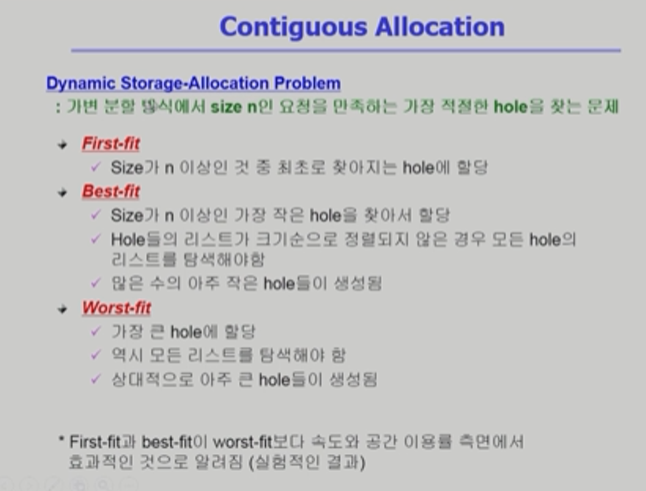 Contiguous Allocation
Dynamic Storage-Allocation Problem
: 가변 분할 방식에서 size n인 요청을 만족하는 가장 적절한 hole을 찾는 문제
First-fit
Size가 n 이상인 것 중 최초로 찾아지는 hole에 할당
Best-fit
Size가 n 이상인 가장 작은 hole을 찾아서 할당
Hole들의 리스트가 크기순으로 정렬되지 않은 경우 모든 hole의
리스트를 탐색해야함
많은 수의 아주 작은 hole들이 생성됨
Worst-fit
가장 큰 hole에 할당
역시 모든 리스트를 탐색해야 함
상대적으로 아주 큰 hole들이 생성됨
* First-fit과 best-fit이 worst-fit보다 속도와 공간 이용률 측면에서
효과적인 것으로 알려짐 (실험적인 결과)